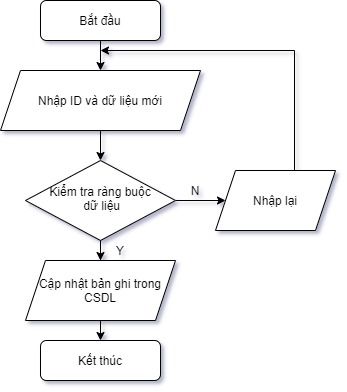 Bắt đầu
Nhập ID và dữ liệu mới
Kiểm tra ràng buộc
dữ liệu
N
Nhập lại
Y
Cập nhật bản ghi trong
CSDL
Kết thúc